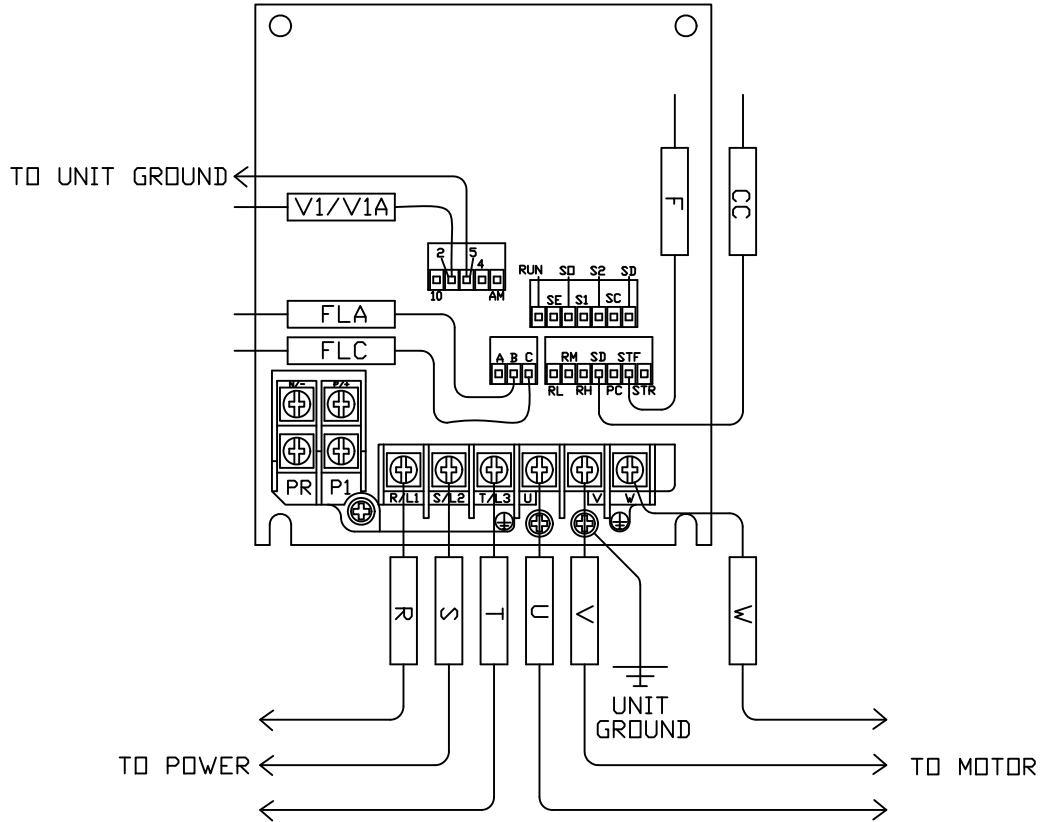 TO UNIT GROUND
V1/V1A
F
CC
2 5
4
10 AM
RUN S0 S2 SD
SE S1 SC
FLA
FLC
A B C
RM SD STF
RL RH PC STR
N/- P/+
PR P1
R/L1 S/L2 T/L3 U V W
R S T U V W
UNIT
GROUND
TO POWER
TO MOTOR